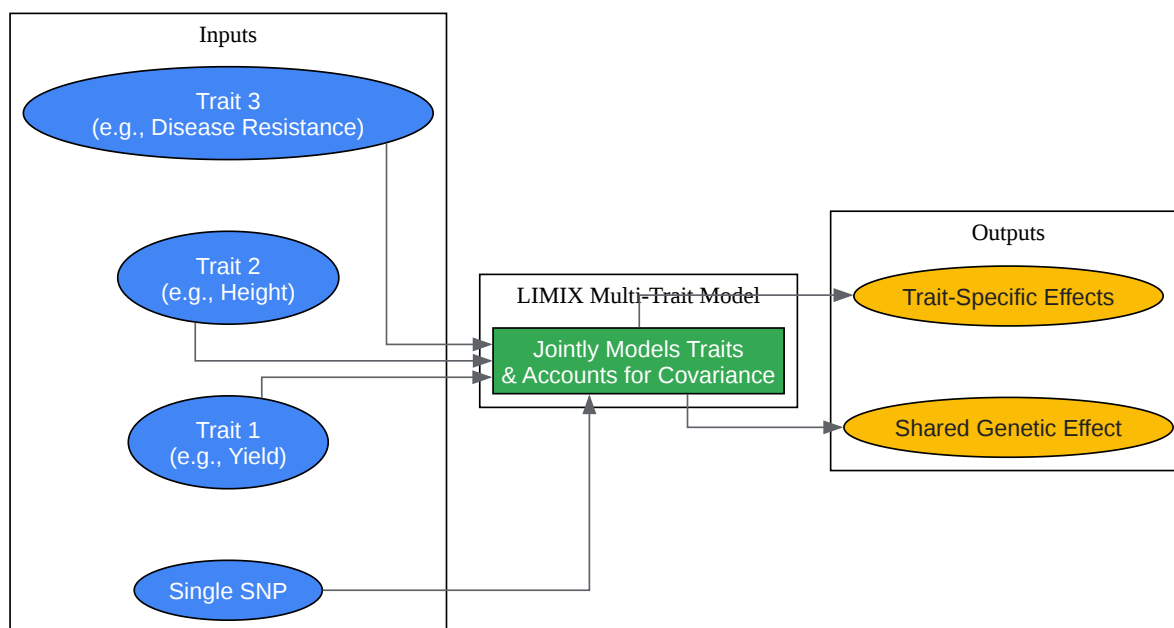 Inputs
Trait 3
(e.g., Disease Resistance)
Trait 2
(e.g., Height)
Trait 1
(e.g., Yield)
Single SNP
LIMIX Multi-Trait Model
Jointly Models Traits
& Accounts for Covariance
Outputs
Trait-Specific Effects
Shared Genetic Effect